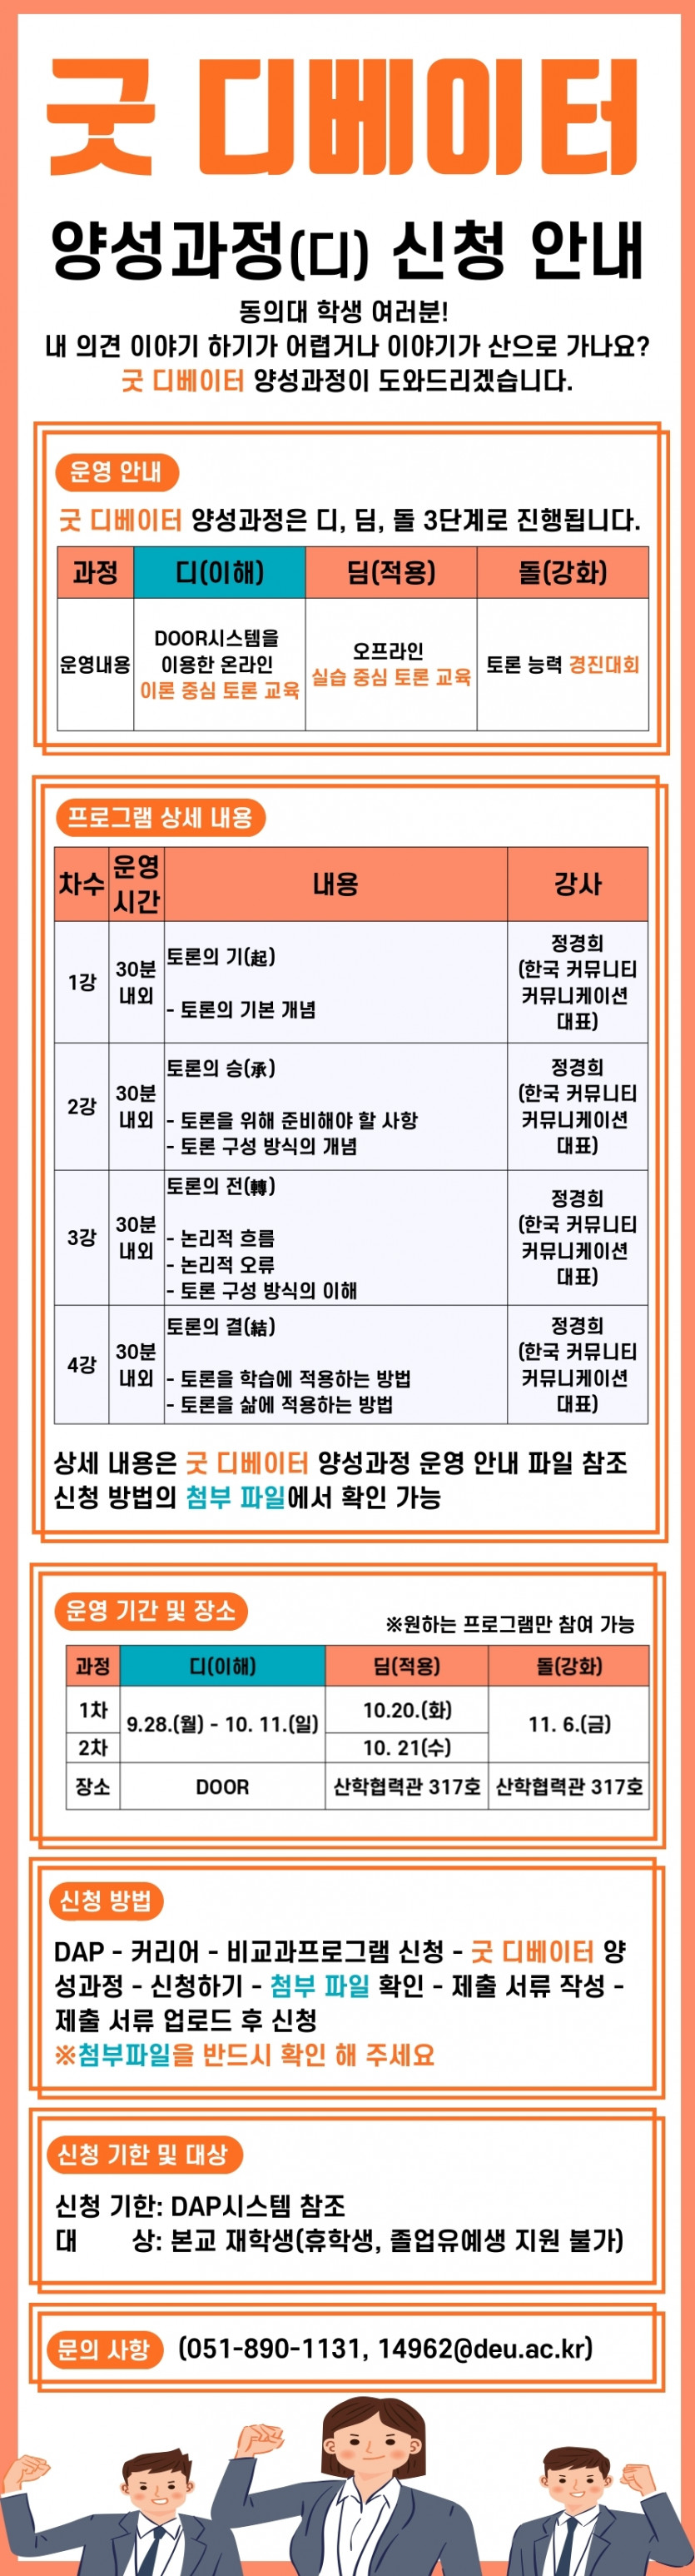 굿 디베이터
양성과정(디) 신청 안내
동의대 학생 여러분!
내 의견 이야기 하기가 어렵거나 이야기가 산으로 가나요?
굿 디베이터 양성과정이 도와드리겠습니다.
운영 안내
굿 디베이터 양성과정은 디, 딤, 돌 3단계로 진행됩니다.
과정 디(이해) 딤(적용) 돌(강화)
운영내용
DOOR시스템을
이용한 온라인
이론 중심 토론 교육
오프라인
실습 중심 토론 교육
토론 능력 경진대회
프로그램 상세 내용
차수 운영 시간 내용 강사
1강
30분
내외
토론의 기(起)
- 토론의 기본 개념
정경희
(한국 커뮤니티
커뮤니케이션
대표)
2강
30분
내외
토론의 승(承)
- 토론을 위해 준비해야 할 사항
- 토론 구성 방식의 개념
정경희
(한국 커뮤니티
커뮤니케이션
대표)
3강
30분
내외
토론의 전(轉)
- 논리적 흐름
- 논리적 오류
- 토론 구성 방식의 이해
정경희
(한국 커뮤니티
커뮤니케이션
대표)
4강
30분
내외
토론의 결(結)
- 토론을 학습에 적용하는 방법
- 토론을 삶에 적용하는 방법
정경희
(한국 커뮤니티
커뮤니케이션
대표)
상세 내용은 굿 디베이터 양성과정 운영 안내 파일 참조
신청 방법의 첨부 파일에서 확인 가능
운영 기간 및 장소
※원하는 프로그램만 참여 가능
과정 디(이해) 딤(적용) 돌(강화)
1차 9.28.(월) - 10. 11.(일) 10.20.(화) 11. 6.(금)
2차 10. 21(수)
장소 DOOR 산학협력관 317호 산학협력관 317호
신청 방법
DAP - 커리어 - 비교과프로그램 신청 - 굿 디베이터 양
성과정 - 신청하기 - 첨부 파일 확인 - 제출 서류 작성 -
제출 서류 업로드 후 신청
※첨부파일을 반드시 확인 해 주세요
신청 기한 및 대상
신청 기한: DAP시스템 참조
대 상: 본교 재학생(휴학생, 졸업유예생 지원 불가)
문의 사항 (051-890-1131, 14962@deu.ac.kr)